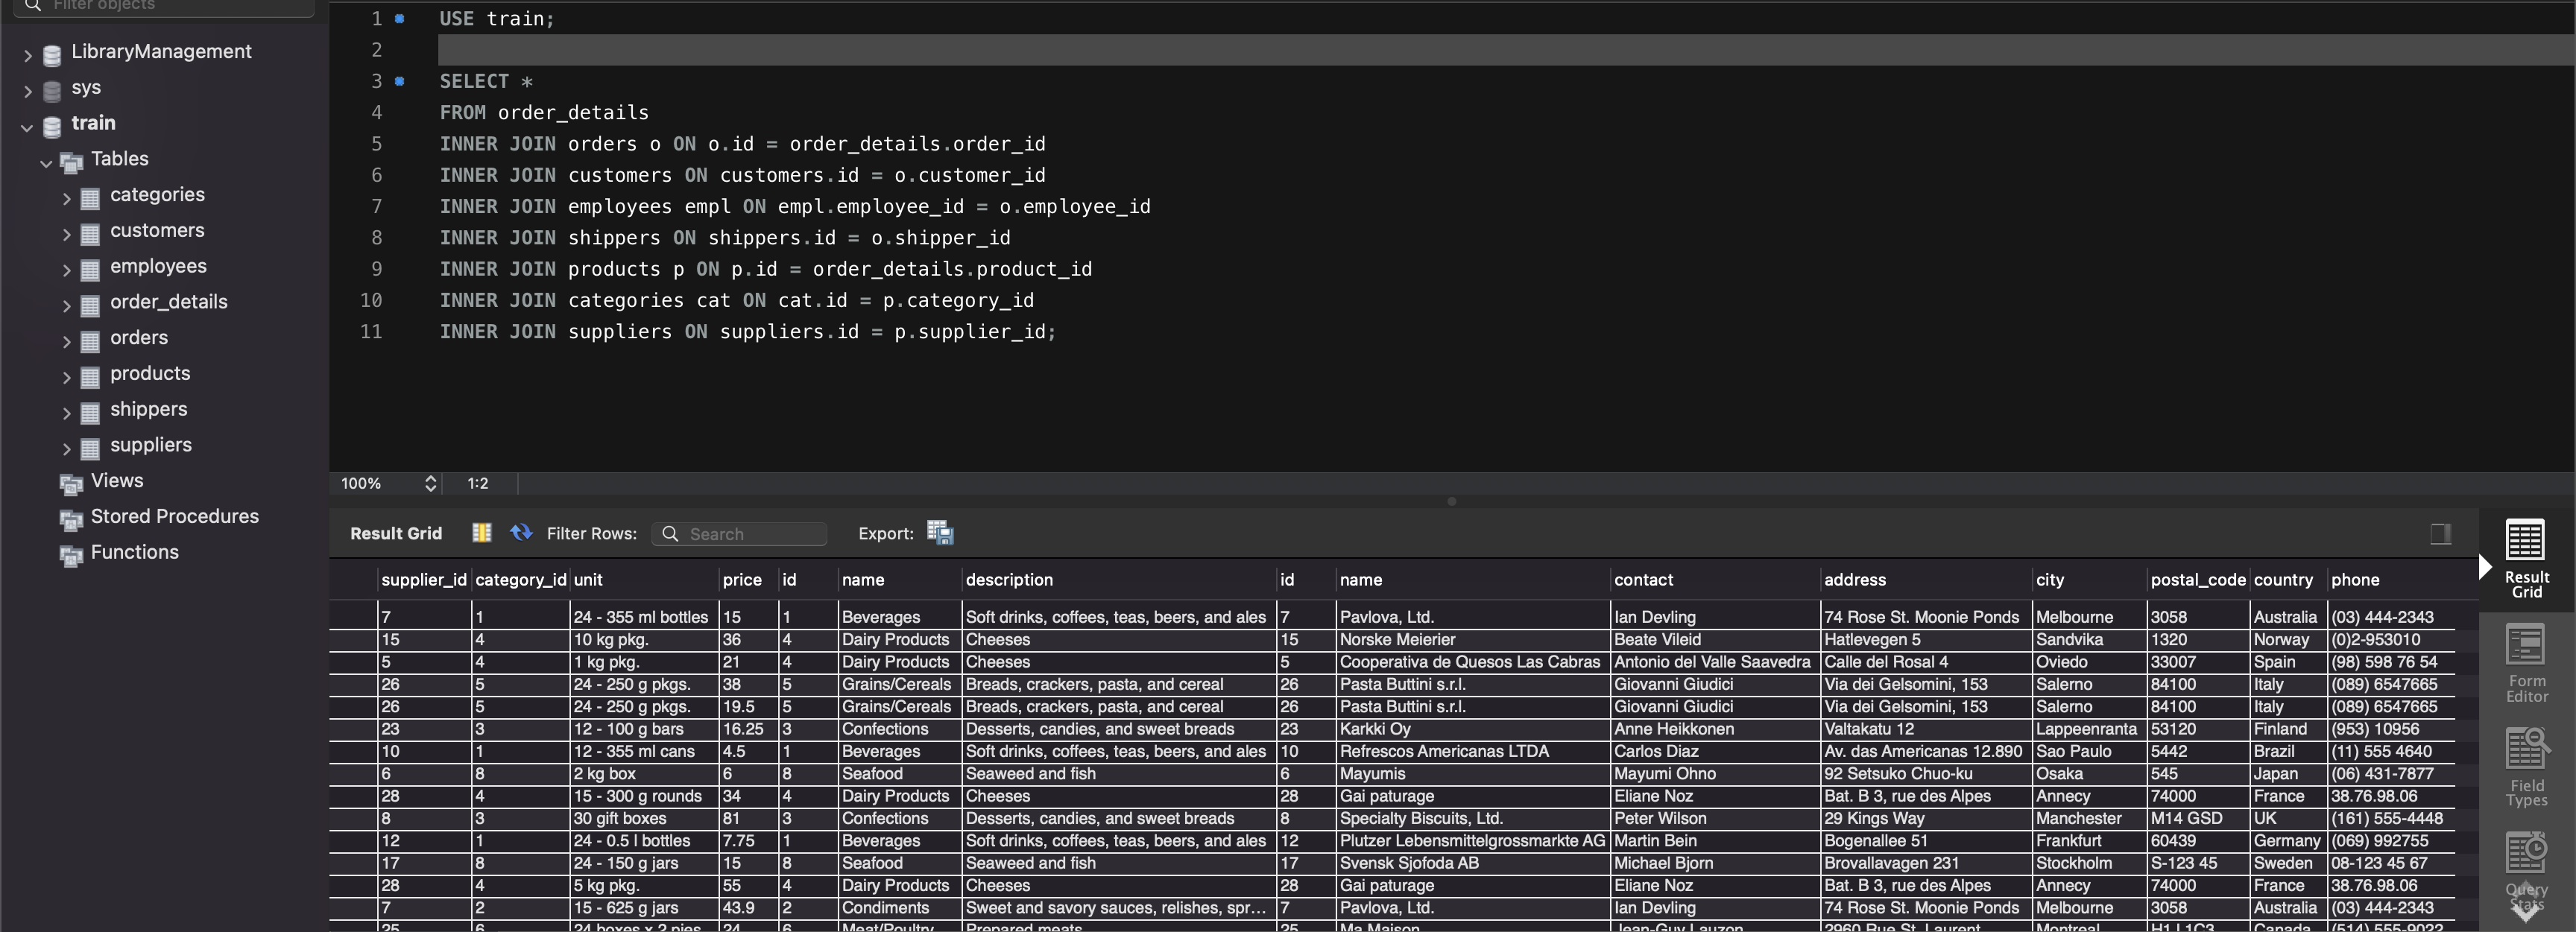 Filter objects
LibraryManagement
sys
train
Tables
categories
customers
employees
order_details
orders
products
shippers
suppliers
Views
Stored Procedures
Functions
1 USE train;
2
3 SELECT *
4 FROM order_details
5 INNER JOIN orders o ON o.id = order_details.order_id
6 INNER JOIN customers ON customers.id = o.customer_id
7 INNER JOIN employees empl ON empl.employee_id = o.employee_id
8 INNER JOIN shippers ON shippers.id = o.shipper_id
9 INNER JOIN products p ON p.id = order_details.product_id
10 INNER JOIN categories cat ON cat.id = p.category_id
11 INNER JOIN suppliers ON suppliers.id = p.supplier_id;
100% 1:2
Result Grid Filter Rows: Search Export:
supplier_id category_id unit price id name description id name contact address city postal_code country phone
7 1 24 - 355 ml bottles 15 1 Beverages Soft drinks, coffees, teas, beers, and ales 7 Pavlova, Ltd. Ian Devling 74 Rose St. Moonie Ponds Melbourne 3058 Australia (03) 444-2343
15 4 10 kg pkg. 36 4 Dairy Products Cheeses 15 Norske Meierier Beate Vileid Hatlevegen 5 Sandvika 1320 Norway (0)2-953010
5 4 1 kg pkg. 21 4 Dairy Products Cheeses 5 Cooperativa de Quesos Las Cabras Antonio del Valle Saavedra Calle del Rosal 4 Oviedo 33007 Spain (98) 598 76 54
26 5 24 - 250 g pkgs. 38 5 Grains/Cereals Breads, crackers, pasta, and cereal 26 Pasta Buttini s.r.l. Giovanni Giudici Via dei Gelsomini, 153 Salerno 84100 Italy (089) 6547665
26 5 24 - 250 g pkgs. 19.5 5 Grains/Cereals Breads, crackers, pasta, and cereal 26 Pasta Buttini s.r.l. Giovanni Giudici Via dei Gelsomini, 153 Salerno 84100 Italy (089) 6547665
23 3 12 - 100 g bars 16.25 3 Confections Desserts, candies, and sweet breads 23 Karkki Oy Anne Heikkonen Valtakatu 12 Lappeenranta 53120 Finland (953) 10956
10 1 12 - 355 ml cans 4.5 1 Beverages Soft drinks, coffees, teas, beers, and ales 10 Refrescos Americanas LTDA Carlos Diaz Av. das Americanas 12.890 Sao Paulo 5442 Brazil (11) 555 4640
6 8 2 kg box 6 8 Seafood Seaweed and fish 6 Mayumis Mayumi Ohno 92 Setsuko Chuo-ku Osaka 545 Japan (06) 431-7877
28 4 15 - 300 g rounds 34 4 Dairy Products Cheeses 28 Gai paturage Eliane Noz Bat. B 3, rue des Alpes Annecy 74000 France 38.76.98.06
8 3 30 gift boxes 81 3 Confections Desserts, candies, and sweet breads 8 Specialty Biscuits, Ltd. Peter Wilson 29 Kings Way Manchester M14 GSD UK (161) 555-4448
12 1 24 - 0.5 l bottles 7.75 1 Beverages Soft drinks, coffees, teas, beers, and ales 12 Plutzer Lebensmittelgrossmarkte AG Martin Bein Bogenallee 51 Frankfurt 60439 Germany (069) 992755
17 8 24 - 150 g jars 15 8 Seafood Seaweed and fish 17 Svensk Sjofoda AB Michael Bjorn Brovallavagen 231 Stockholm S-123 45 Sweden 08-123 45 67
28 4 5 kg pkg. 55 4 Dairy Products Cheeses 28 Gai paturage Eliane Noz Bat. B 3, rue des Alpes Annecy 74000 France 38.76.98.06
7 2 15 - 625 g jars 43.9 2 Condiments Sweet and savory sauces, relishes, spr... 7 Pavlova, Ltd. Ian Devling 74 Rose St. Moonie Ponds Melbourne 3058 Australia (03) 444-2343
25 6 24 boxes x 2 pies 24 6 Meat/Poultry Prepared meats 25 Ma Maison Jean-Guy Lauzon 2960 Rue St. Laurent Montreal H1J 1C3 Canada (514) 555-9022
Result
Grid
Form
Editor
Field
Types
Query
Stats